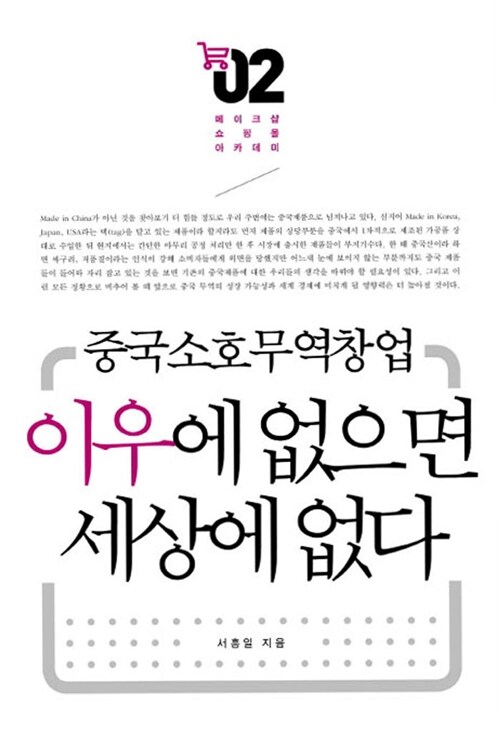 02
메이크샵
쇼핑몰
아카데미
Made in China가 아닌 것을 찾아보기 더 힘들 정도로 우리 주변에는 중국제품으로 넘쳐나고 있다. 심지어 Made in Korea,
Japan, USA라는 택(tag)을 달고 있는 제품이라 할지라도 먼저 제품의 상당부분을 중국에서 1차적으로 제조된 가공품 상
대로 수입한 뒤 현지에서는 간단한 마무리 공정 처리만 한 후 시장에 출시한 제품들이 부지기수다. 한 때 중국산이라 하
면 싸구려, 저품질이라는 인식이 강해 소비자들에게 외면을 당했지만 어느새 눈에 보이지 않는 부분까지도 중국 제품
들이 들어와 자리 잡고 있는 것을 보면 기존의 중국제품에 대한 우리들의 생각을 바꿔야 할 필요성이 있다. 그리고 이
런 모든 정황으로 비추어 볼 때 앞으로 중국 무역의 성장 가능성과 세계 경제에 미치게 될 영향력은 더 높아질 것이다.
중국소호무역창업
이우에 없으면
세상에 없다
서흥일 지음